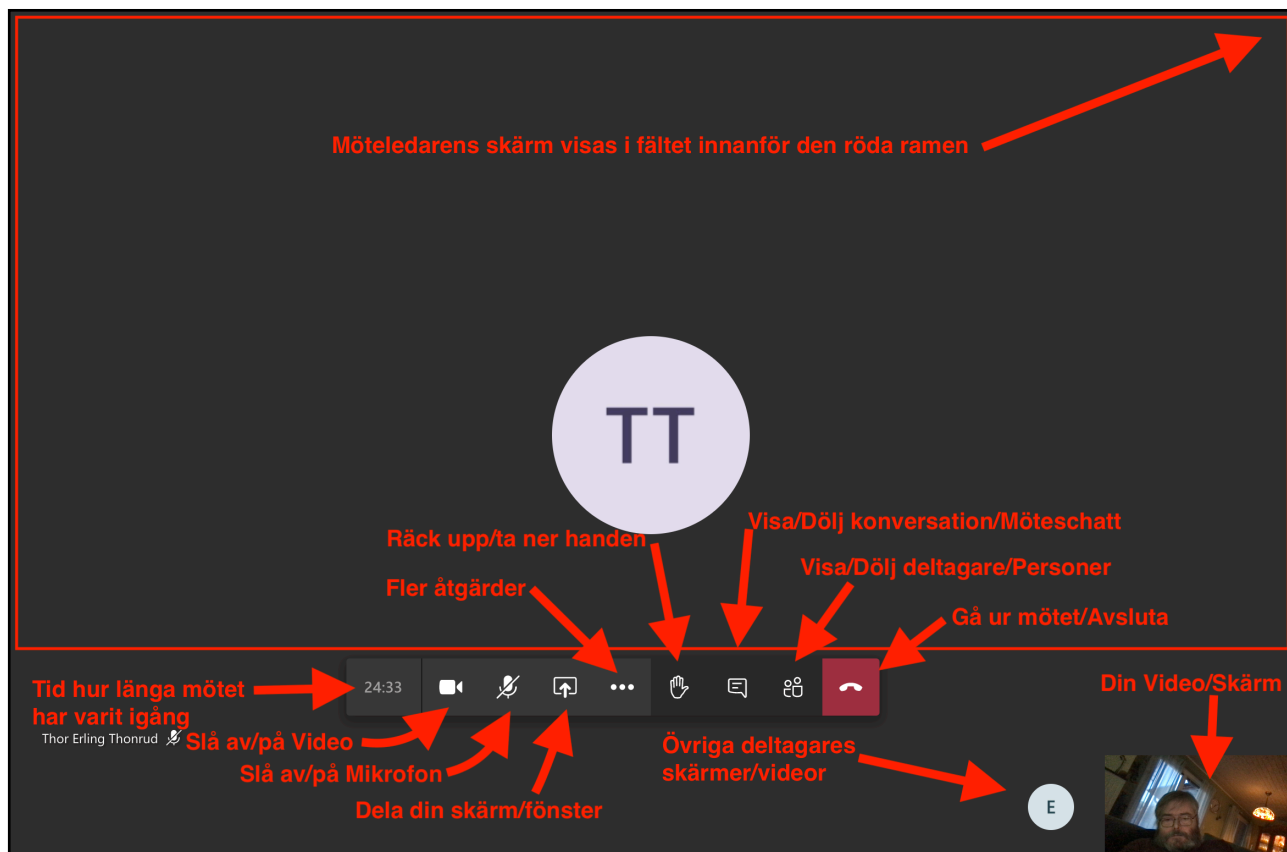 Möteledarens skärm visas i fältet innanför den röda ramen
TT
Visa/Dölj konversation/Möteschatt
Räck upp/ta ner handen
Visa/Dölj deltagare/Personer
Fler åtgärder
Gå ur mötet/Avsluta
24:33
Tid hur länga mötet
har varit igång
Din Video/Skärm
Thor Erling Thonrud
Slå av/på Video
Övriga deltagares
skärmer/videor
Slå av/på Mikrofon
Dela din skärm/fönster
E